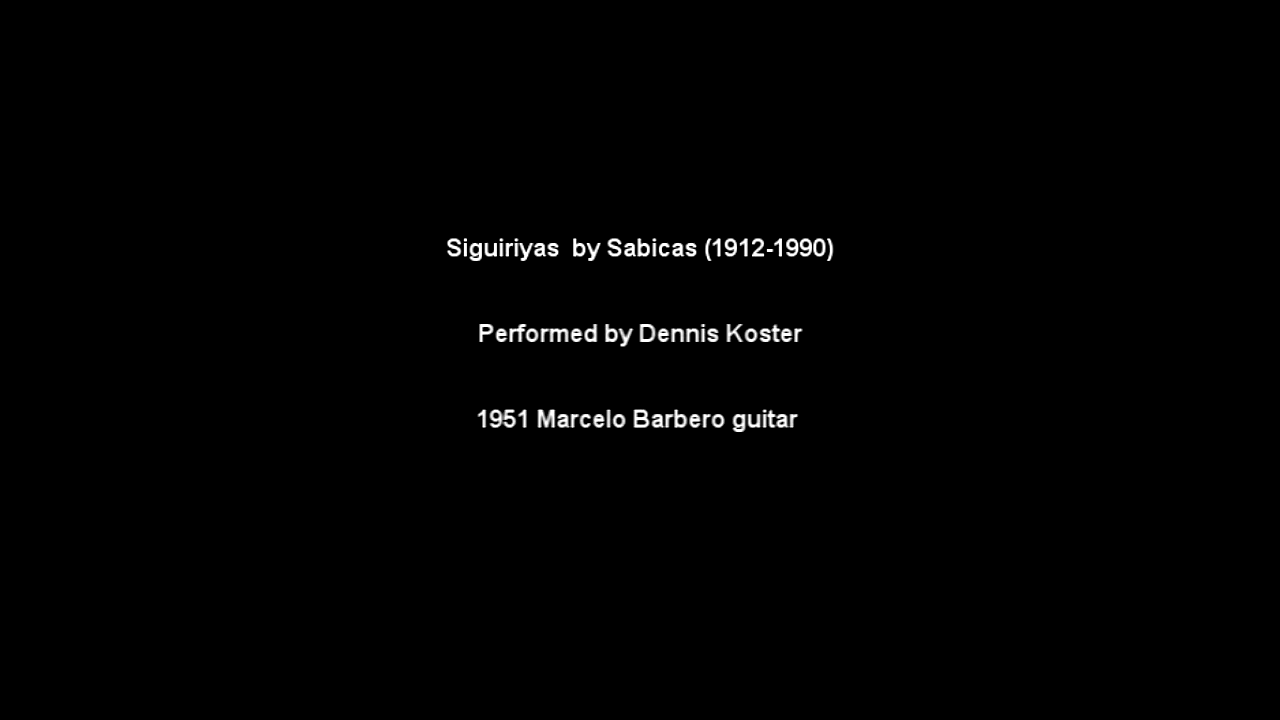 Siguiriyas  by Sabicas (1912-1990)
Performed by Dennis Koster
1951 Marcelo Barbero guitar